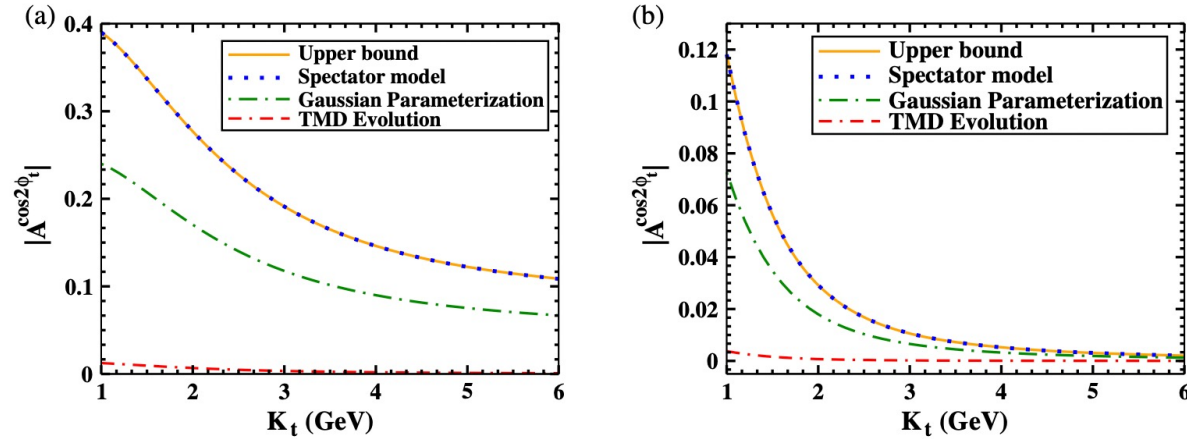 (a)
0.4
0.3
0.2
0.1
0
|A^cos2ϕ_t|
Upper bound
Spectator model
Gaussian Parameterization
TMD Evolution
1 2 3 4 5 6
K_t (GeV)
(b)
0.12
0.1
0.08
0.06
0.04
0.02
0
|A^cos2ϕ_t|
Upper bound
Spectator model
Gaussian Parameterization
TMD Evolution
1 2 3 4 5 6
K_t (GeV)